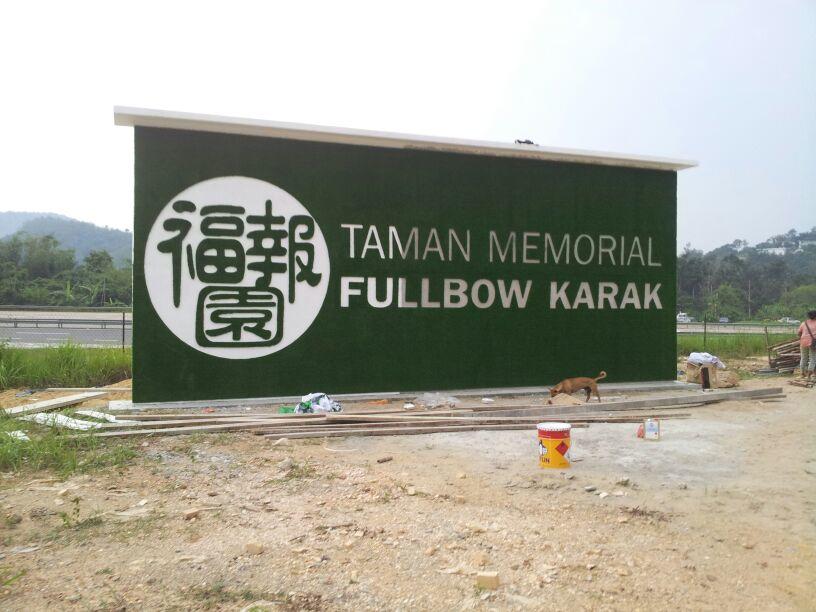 福報
園
TAMAN MEMORIAL
FULLBOW KARAK